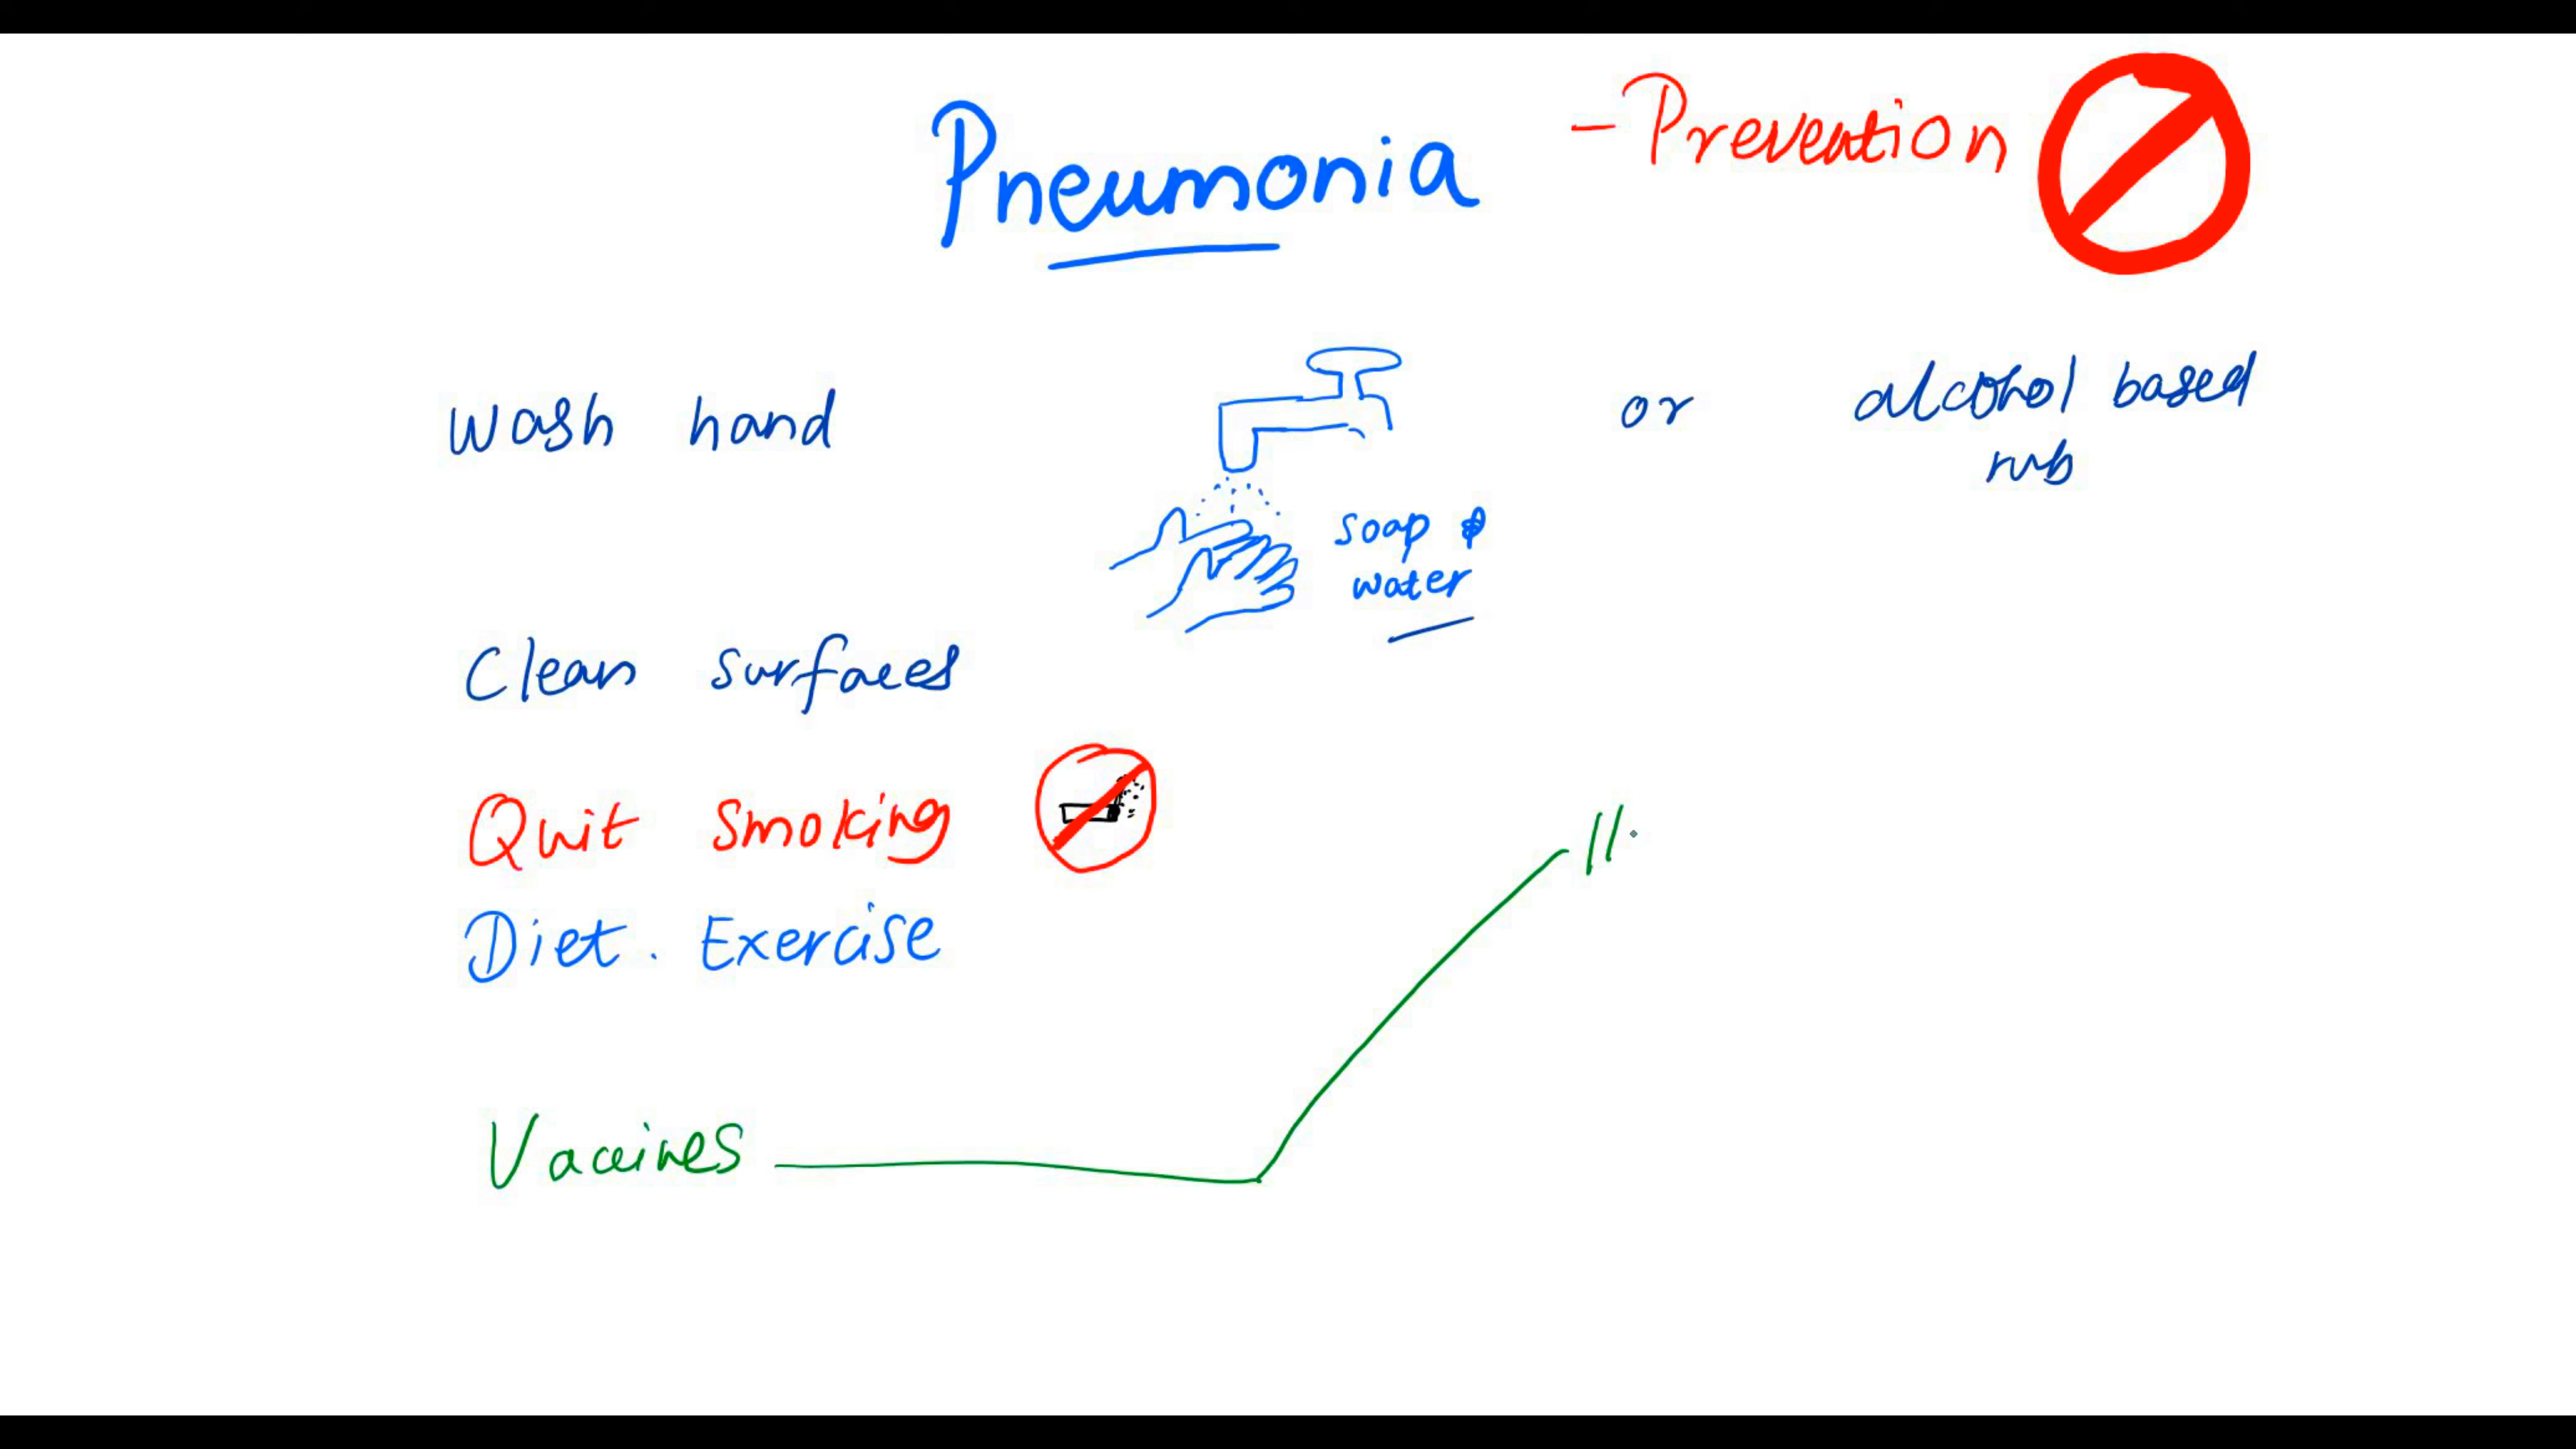 Pneumonia - Prevention
Wash hand or alcohol based
rub
soap &
water
Clean surfaces
Quit smoking
Diet. Exercise
Vaccines